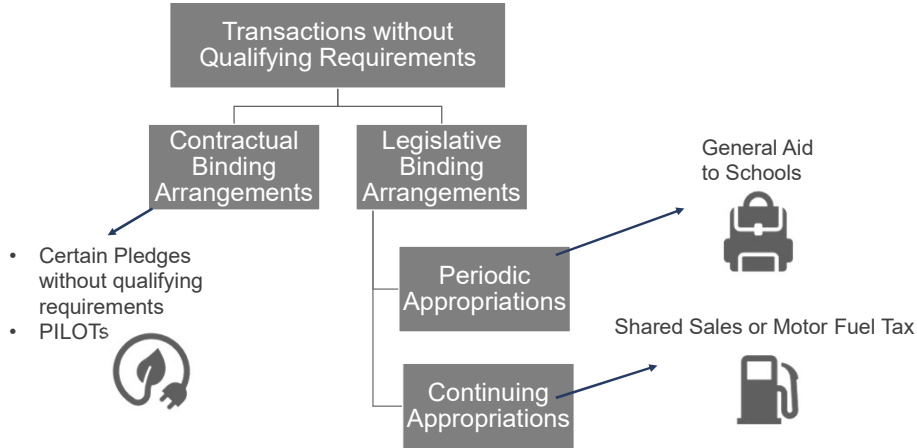 Transactions without
Qualifying Requirements
Contractual
Binding
Arrangements
Legislative
Binding
Arrangements
General Aid
to Schools
• Certain Pledges
without qualifying
requirements
• PILOTs
Periodic
Appropriations
Shared Sales or Motor Fuel Tax
Continuing
Appropriations